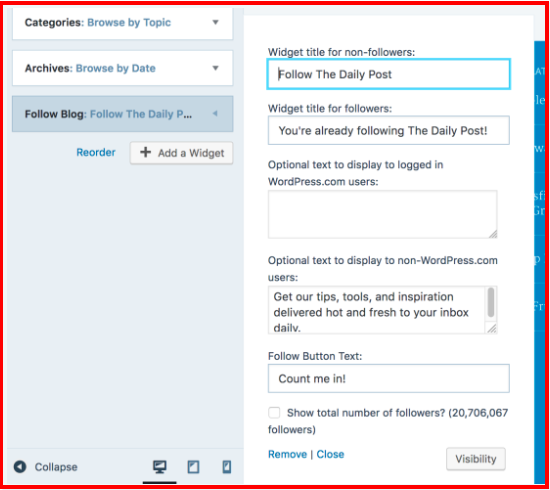 Categories: Browse by Topic
Archives: Browse by Date
Follow Blog: Follow The Daily P...
Reorder
+ Add a Widget
Collapse
Widget title for non-followers:
Follow The Daily Post
Widget title for followers:
You're already following The Daily Post!
Optional text to display to logged in
WordPress.com users:
Optional text to display to non-WordPress.com
users:
Get our tips, tools, and inspiration
delivered hot and fresh to your inbox
daily.
Follow Button Text:
Count me in!
Show total number of followers? (20,706,067
followers)
Remove | Close
Visibility